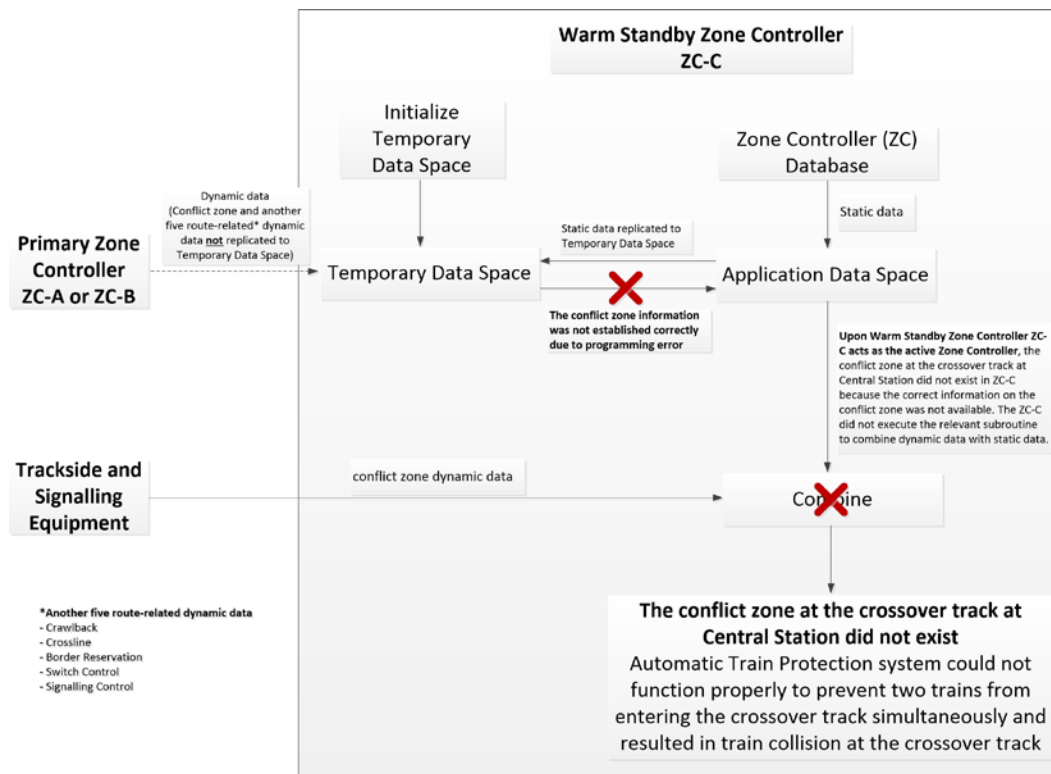 Warm Standby Zone Controller
ZC-C
Initialize
Temporary
Data Space
Zone Controller (ZC)
Database
Dynamic data
(Conflict zone and another
five route-related* dynamic
data not replicated to
Temporary Data Space)
Static data
Primary Zone
Controller
ZC-A or ZC-B
Static data replicated to
Temporary Data Space
Temporary Data Space
Application Data Space
The conflict zone information
was not established correctly
due to programming error
Upon Warm Standby Zone Controller ZC-
C acts as the active Zone Controller, the
conflict zone at the crossover track at
Central Station did not exist in ZC-C
because the correct information on the
conflict zone was not available. The ZC-C
did not execute the relevant subroutine
to combine dynamic data with static data.
Trackside and
Signalling
Equipment
conflict zone dynamic data
Combine
*Another five route-related dynamic data
- Crawlback
- Crossline
- Border Reservation
- Switch Control
- Signalling Control
The conflict zone at the crossover track at
Central Station did not exist
Automatic Train Protection system could not
function properly to prevent two trains from
entering the crossover track simultaneously and
resulted in train collision at the crossover track